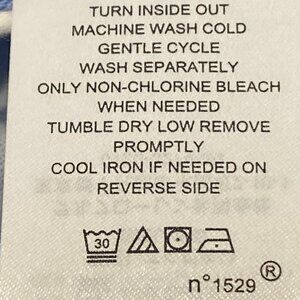 TURN INSIDE OUT
MACHINE WASH COLD
GENTLE CYCLE
WASH SEPARATELY
ONLY NON-CHLORINE BLEACH
WHEN NEEDED
TUMBLE DRY LOW REMOVE
PROMPTLY
COOL IRON IF NEEDED ON
REVERSE SIDE
30
n°1529®